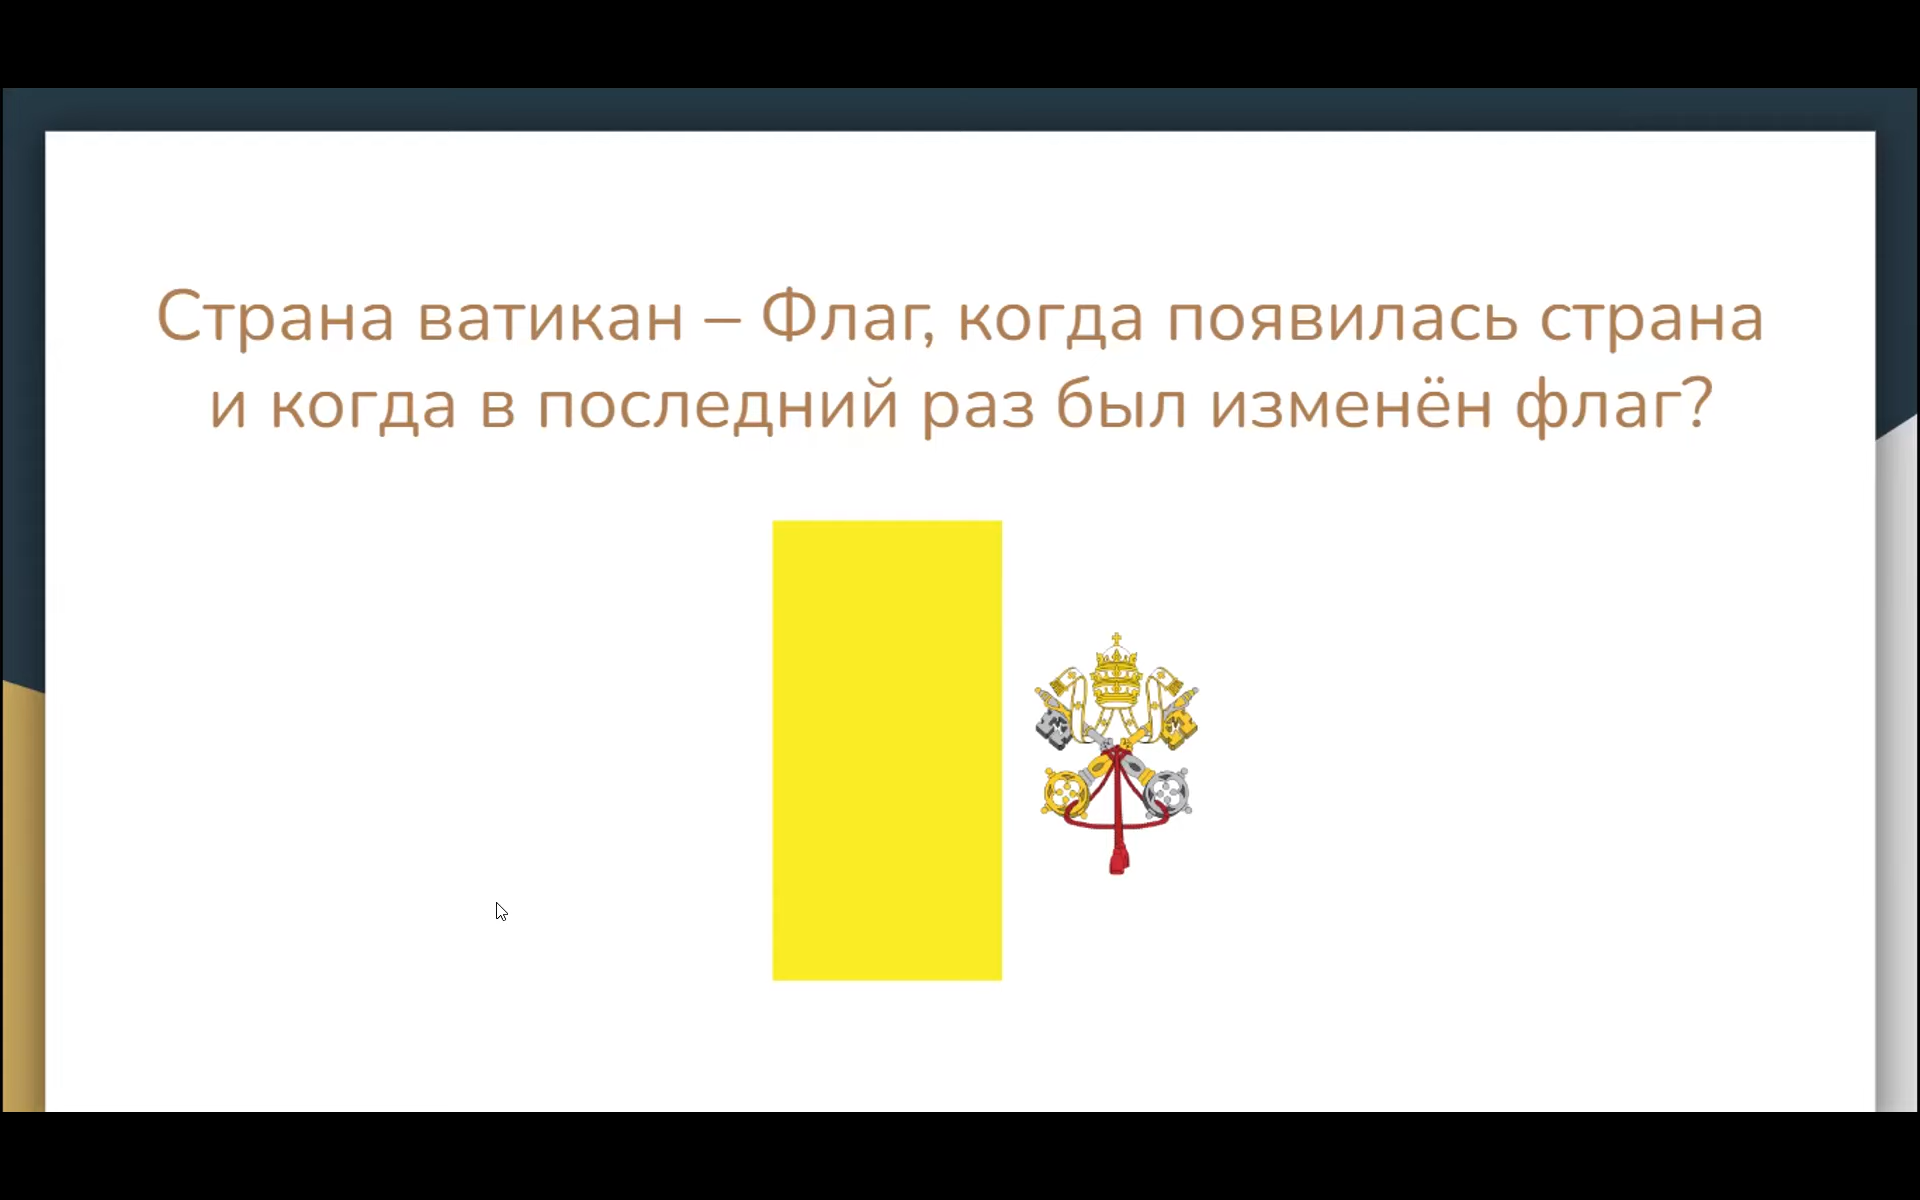 Страна ватикан – Флаг, когда появилась страна
и когда в последний раз был изменён флаг?